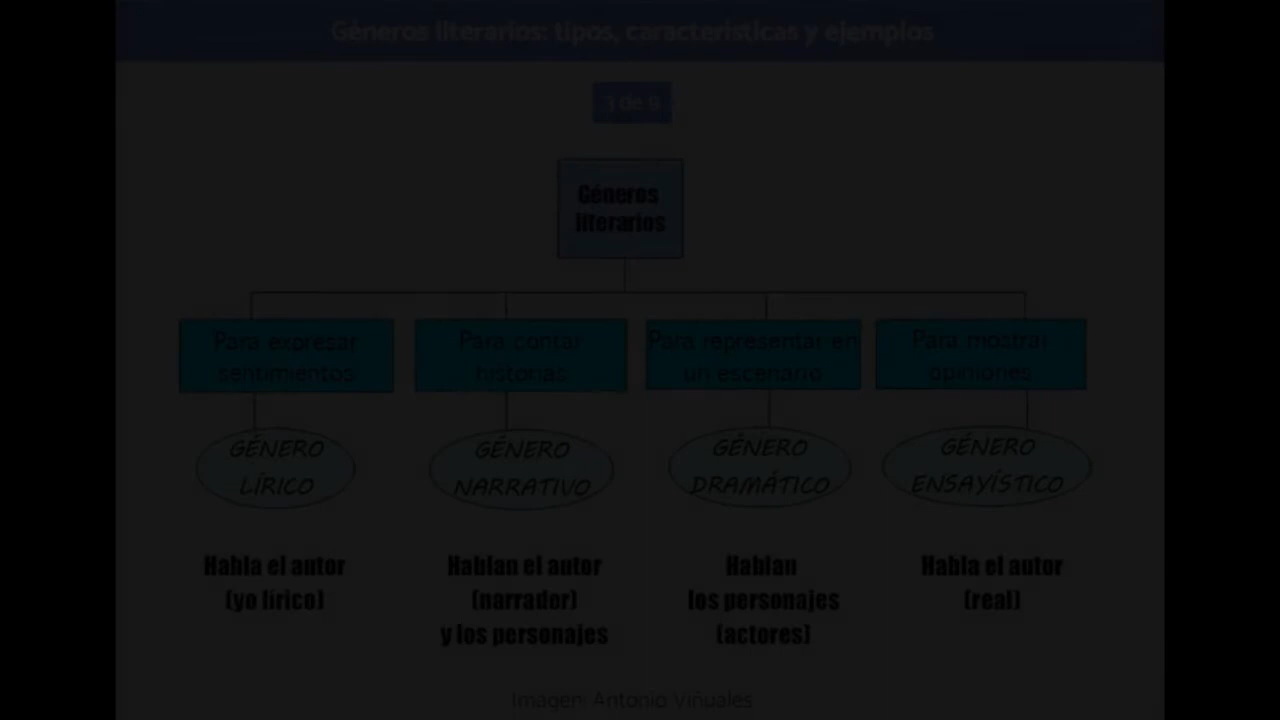 Géneros literarios: tipos, características y ejemplos
1 de 9
Géneros
literarios
Para expresar
sentimientos
Para contar
historias
Para representar en
un escenario
Para mostrar
opiniones
GÉNERO
LÍRICO
GÉNERO
NARRATIVO
GÉNERO
DRAMÁTICO
GÉNERO
ENSAYÍSTICO
Habla el autor
(yo lírico)
Hablan el autor
(narrador)
y los personajes
Hablan
los personajes
(actores)
Habla el autor
(real)
Imagen: Antonio Viñuales